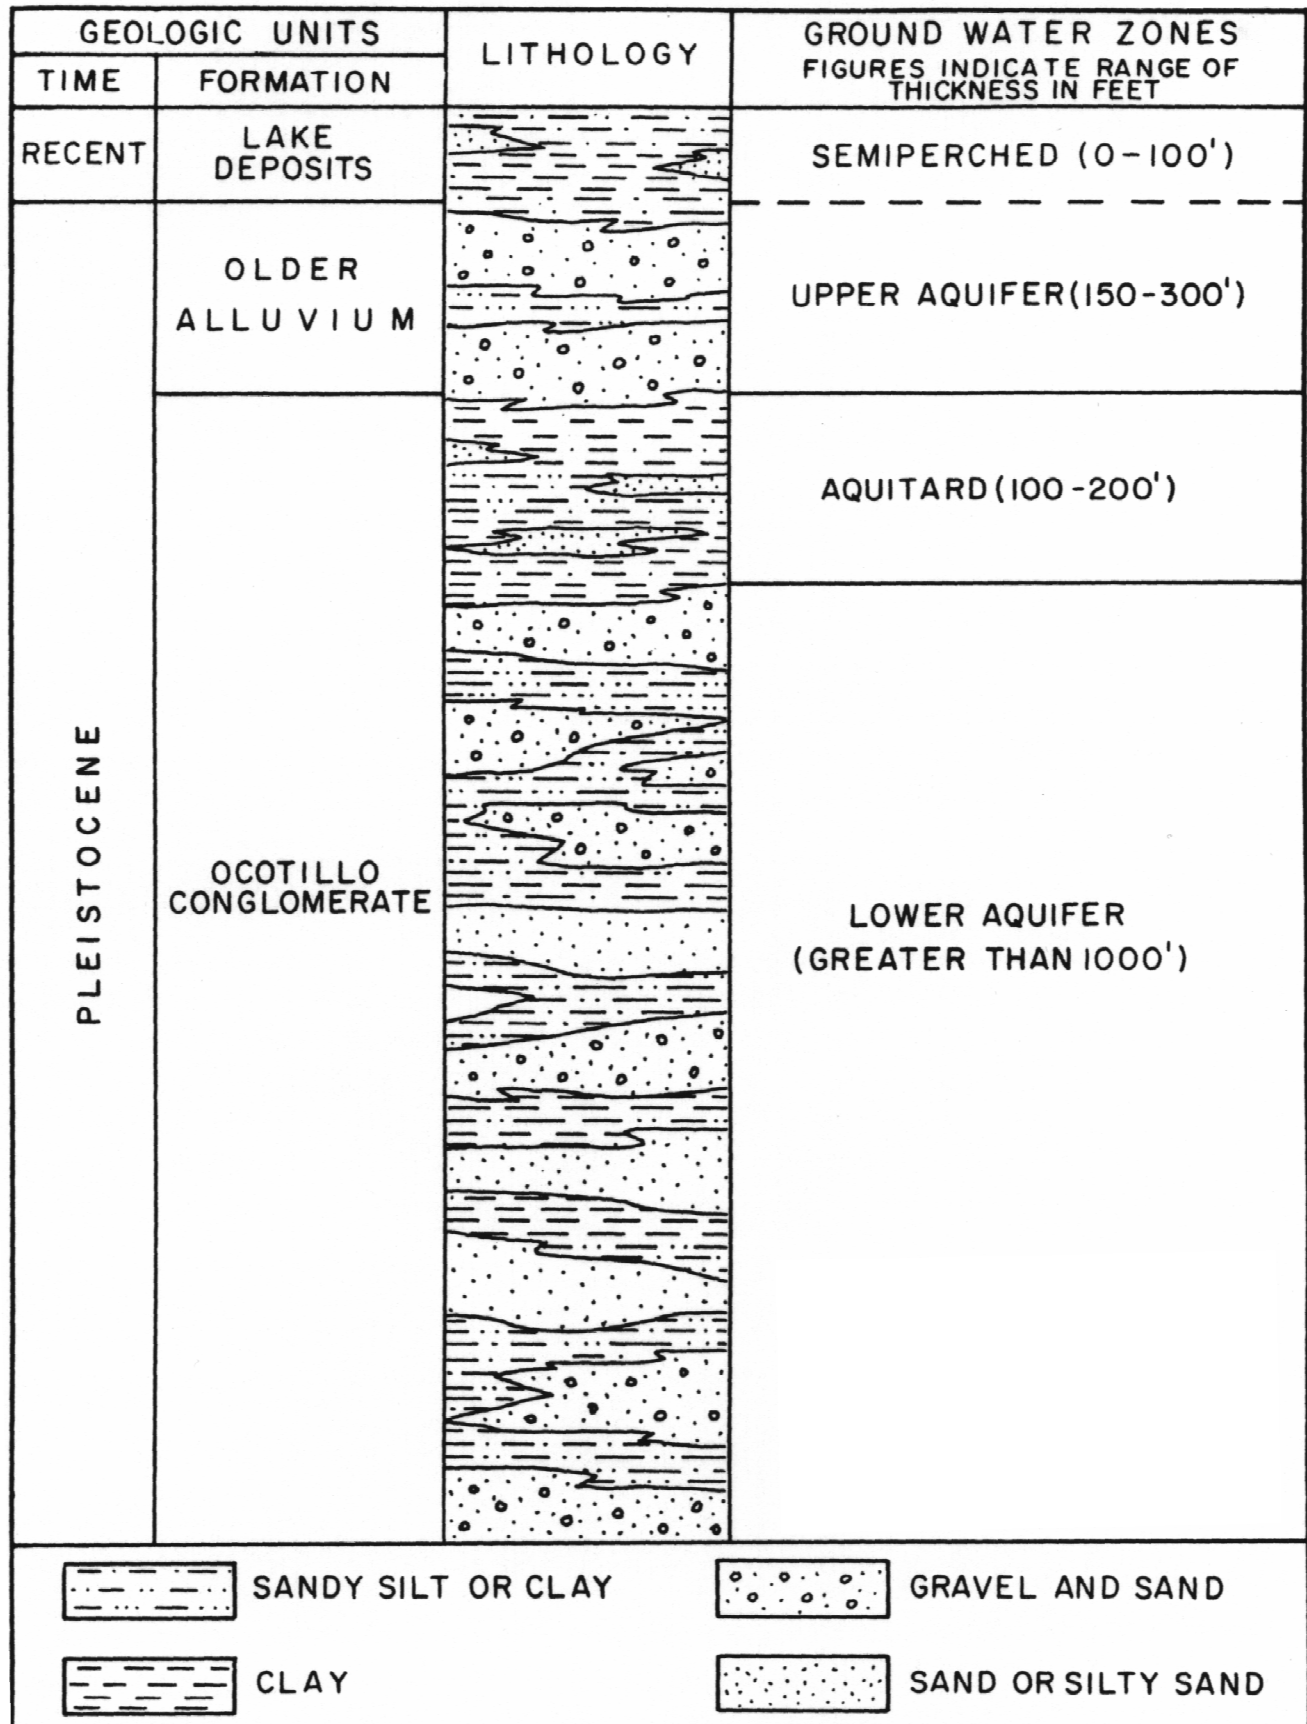 GEOLOGIC UNITS
LITHOLOGY
GROUND WATER ZONES
FIGURES INDICATE RANGE OF
THICKNESS IN FEET
TIME
FORMATION
RECENT
LAKE
DEPOSITS
SEMIPERCHED (0-100')
OLDER
ALLUVIUM
UPPER AQUIFER (150-300')
AQUITARD (100-200')
PLEISTOCENE
OCOTILLO
CONGLOMERATE
LOWER AQUIFER
(GREATER THAN 1000')
SANDY SILT OR CLAY
GRAVEL AND SAND
CLAY
SAND OR SILTY SAND